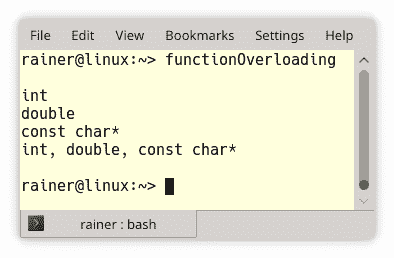 File Edit View Bookmarks Settings Help
rainer@linux:~> functionOverloading
int
double
const char*
int, double, const char*
rainer@linux:~>
rainer : bash